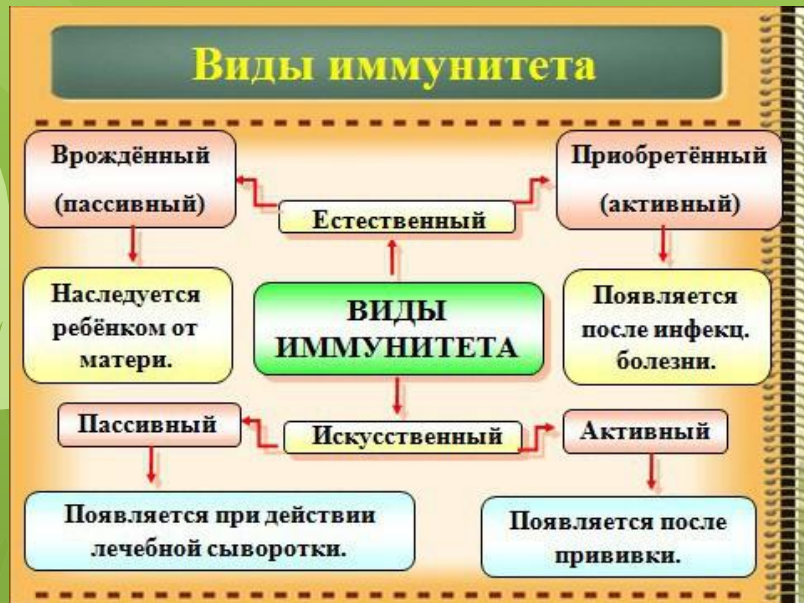 Виды иммунитета
Врождённый
(пассивный)
Естественный
Приобретённый
(активный)
Наследуется
ребёнком от
матери.
ВИДЫ
ИММУНИТЕТА
Появляется
после инфекц.
болезни.
Пассивный
Искусственный
Активный
Появляется при действии
лечебной сыворотки.
Появляется после
прививки.